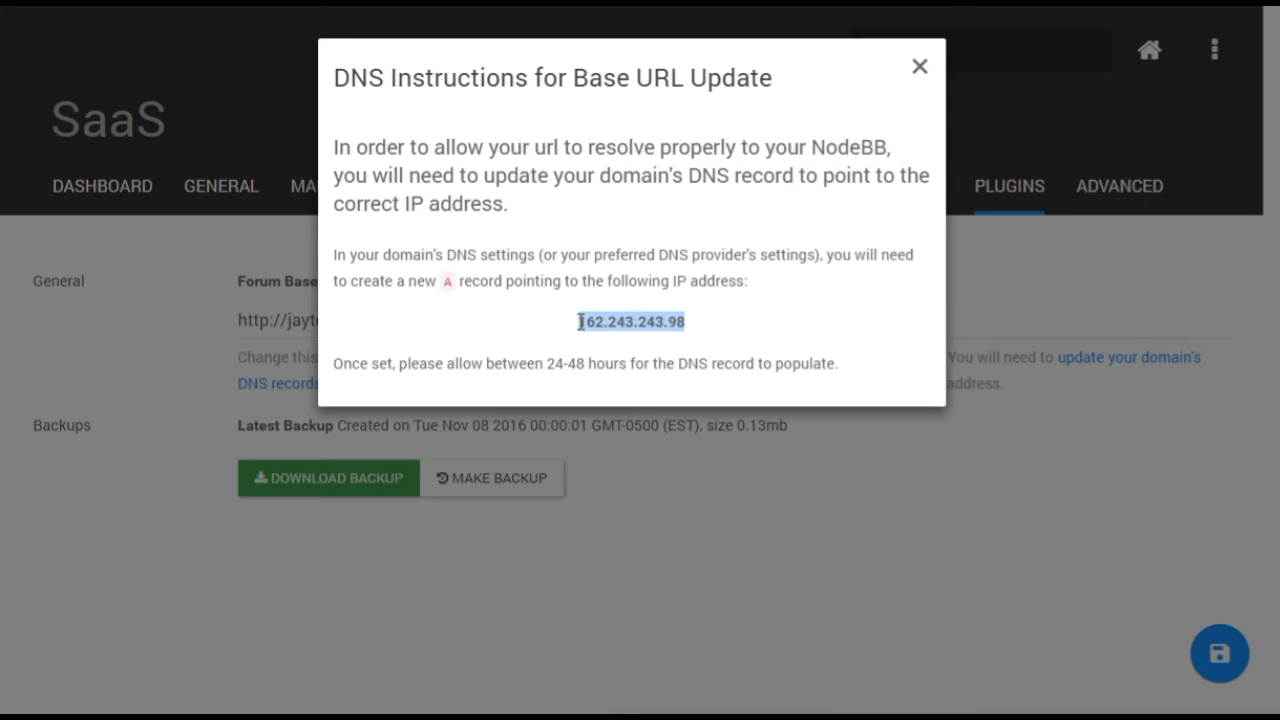 DNS Instructions for Base URL Update
SaaS
In order to allow your url to resolve properly to your NodeBB,
you will need to update your domain's DNS record to point to the
correct IP address.
DASHBOARD GENERAL PLUGINS ADVANCED
In your domain's DNS settings (or your preferred DNS provider's settings), you will need
to create a new A record pointing to the following IP address:
162.243.243.98
Once set, please allow between 24-48 hours for the DNS record to populate.
General Forum Base
http://jayt
Change this You will need to update your domain's
DNS records address.
Backups Latest Backup Created on Tue Nov 08 2016 00:00:01 GMT-0500 (EST), size 0.13mb
DOWNLOAD BACKUP MAKE BACKUP